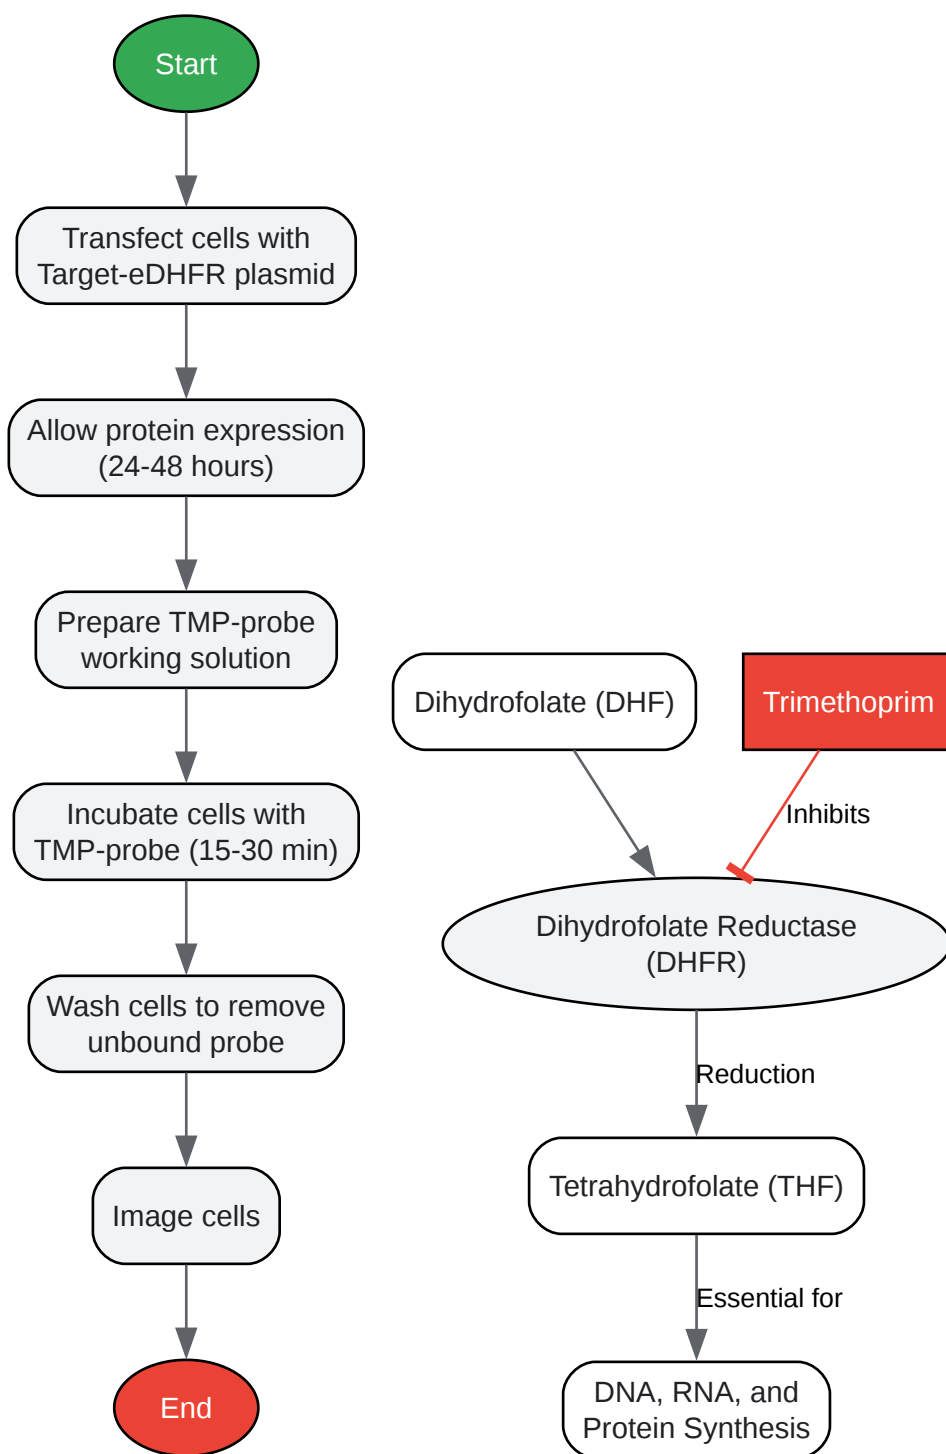 Start
Transfect cells with
Target-eDHFR plasmid
Allow protein expression
(24-48 hours)
Prepare TMP-probe
working solution
Incubate cells with
TMP-probe (15-30 min)
Wash cells to remove
unbound probe
Image cells
End
Dihydrofolate (DHF)
Trimethoprim
Inhibits
Dihydrofolate Reductase
(DHFR)
Reduction
Tetrahydrofolate (THF)
Essential for
DNA, RNA, and
Protein Synthesis